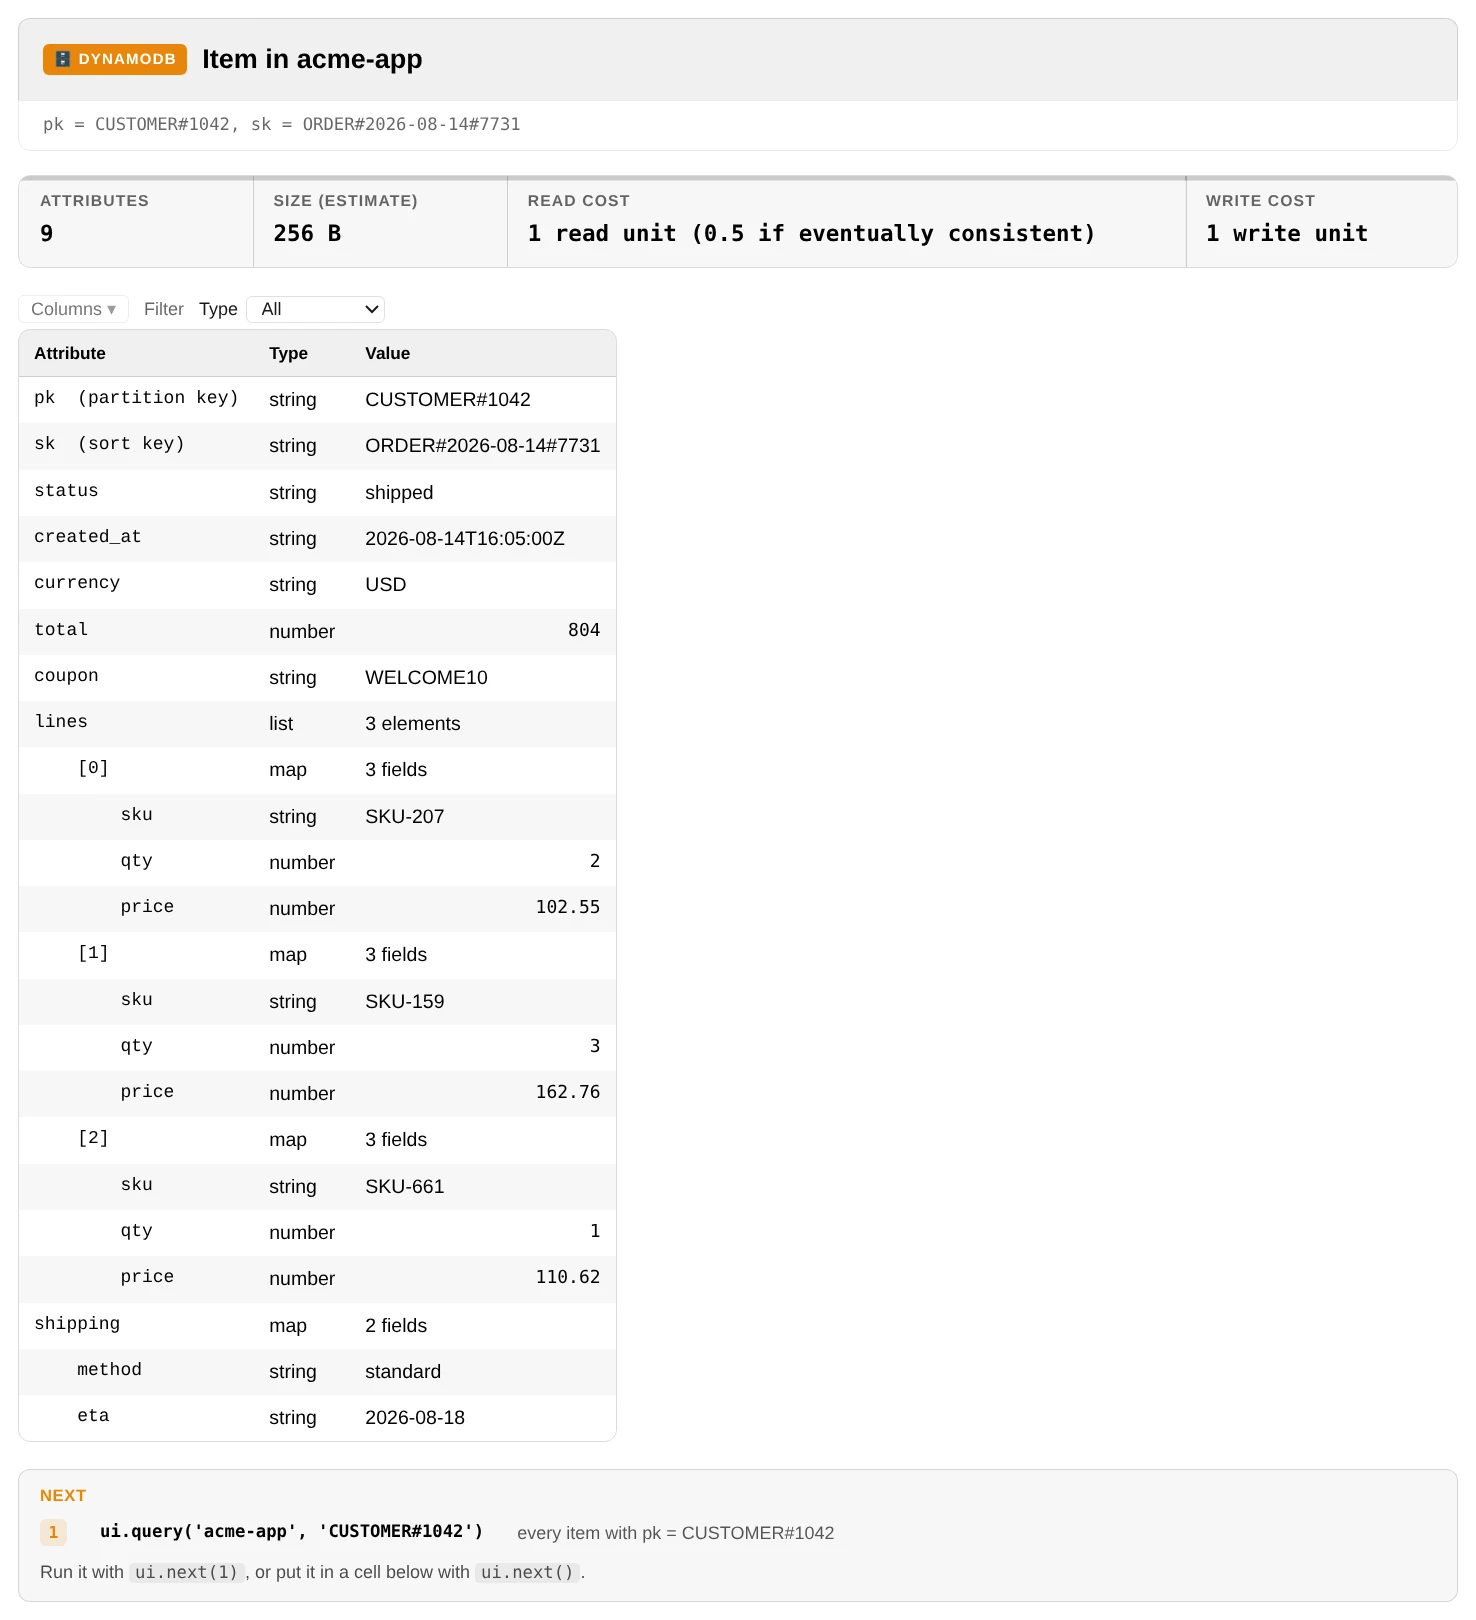 DYNAMODB Item in acme-app
pk = CUSTOMER#1042, sk = ORDER#2026-08-14#7731
ATTRIBUTES SIZE (ESTIMATE) READ COST WRITE COST
9 256 B 1 read unit (0.5 if eventually consistent) 1 write unit
Columns ▾ Filter Type All
Attribute Type Value
pk (partition key) string CUSTOMER#1042
sk (sort key) string ORDER#2026-08-14#7731
status string shipped
created_at string 2026-08-14T16:05:00Z
currency string USD
total number 804
coupon string WELCOME10
lines list 3 elements
[0] map 3 fields
sku string SKU-207
qty number 2
price number 102.55
[1] map 3 fields
sku string SKU-159
qty number 3
price number 162.76
[2] map 3 fields
sku string SKU-661
qty number 1
price number 110.62
shipping map 2 fields
method string standard
eta string 2026-08-18
NEXT
1 ui.query('acme-app', 'CUSTOMER#1042') every item with pk = CUSTOMER#1042
Run it with ui.next(1), or put it in a cell below with ui.next().